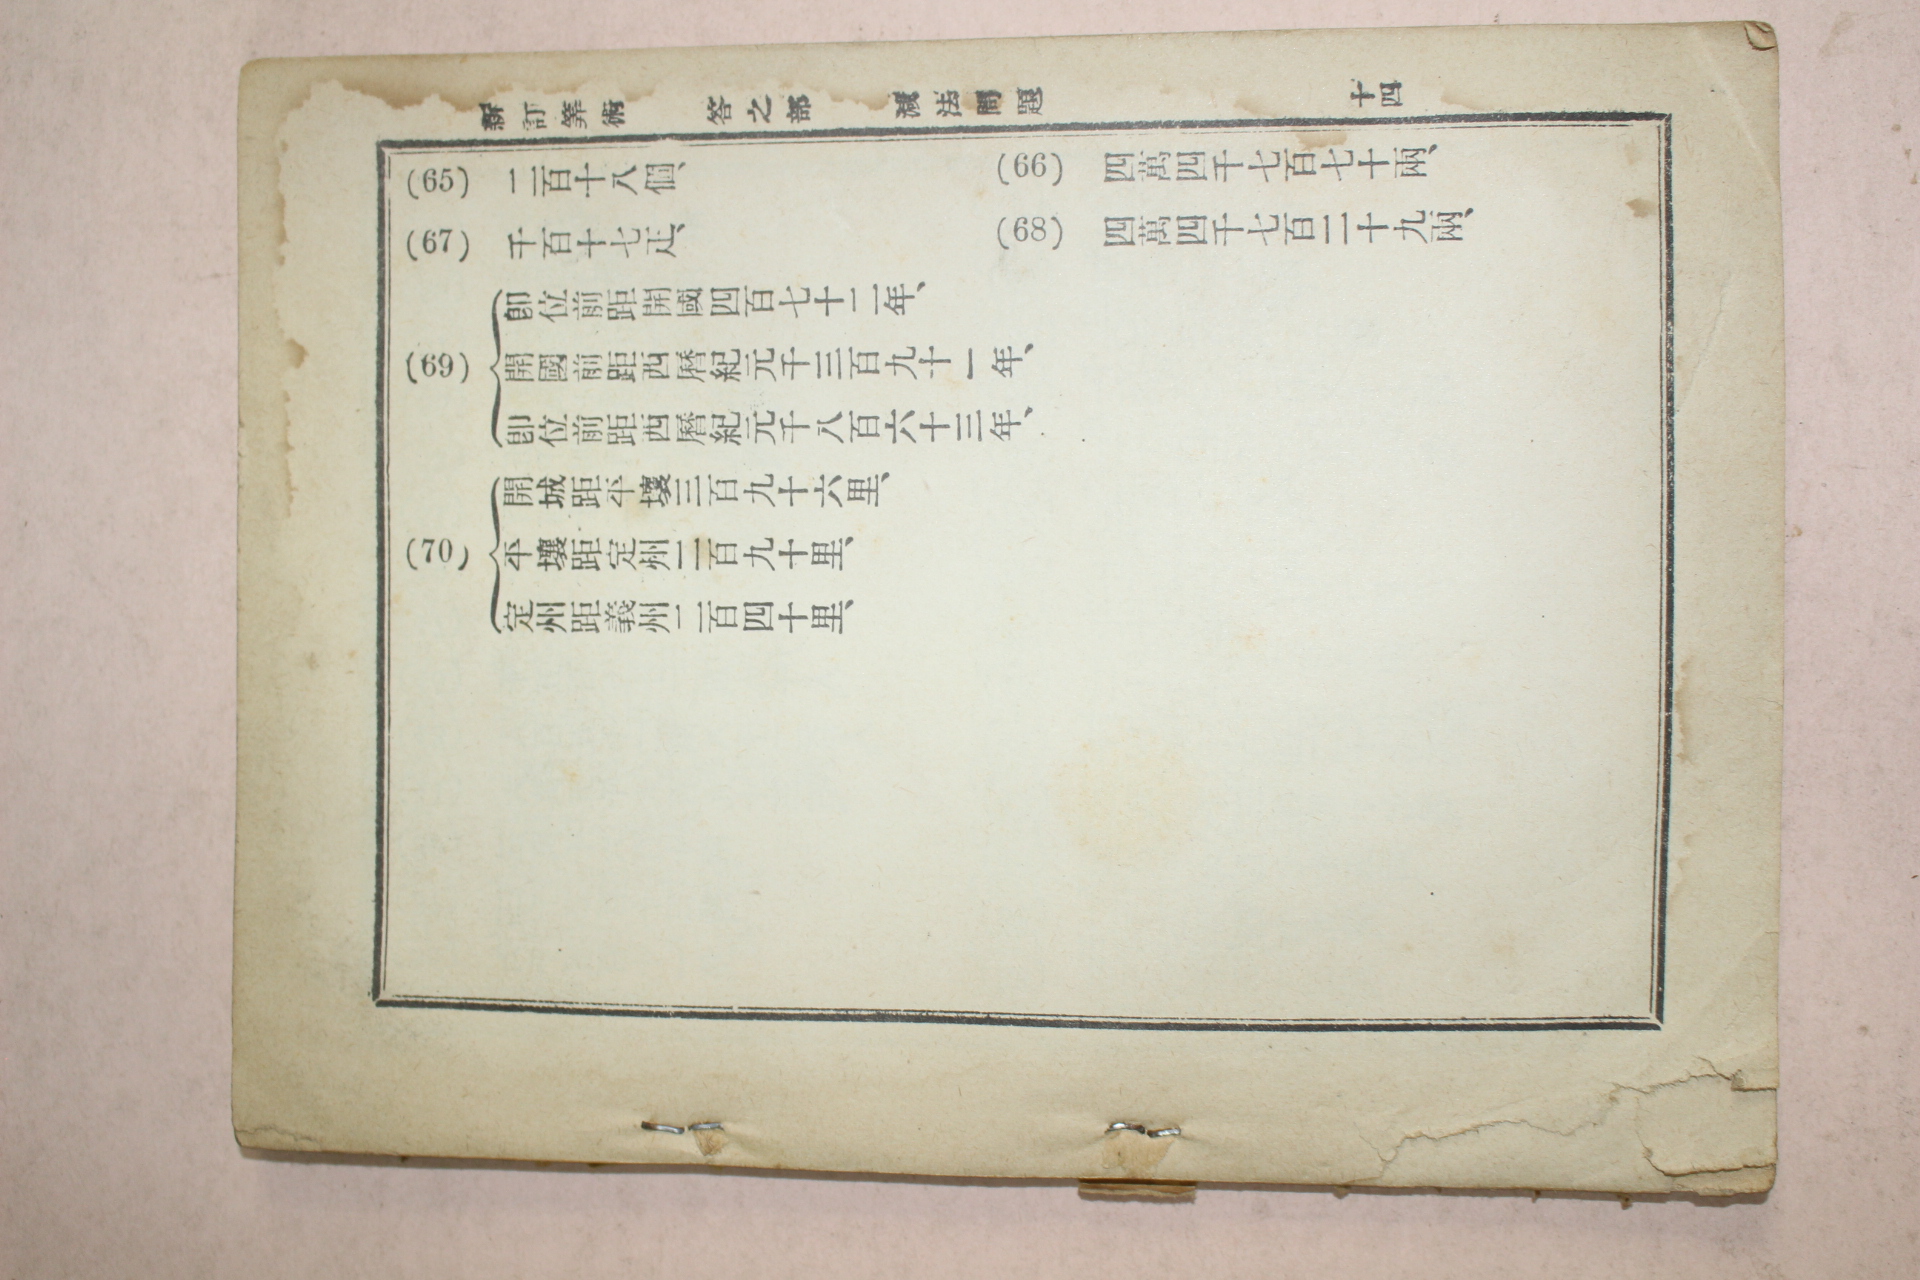 新訂算術 答之部 減法問題 十四
(65) 二百十八個、 (66) 四萬四千七百七十兩、
(67) 千百十七疋、 (68) 四萬四千七百二十九兩、
卽位前距開國四百七十二年、
(69) 開國前距西曆紀元千三百九十一年、
卽位前距西曆紀元千八百六十三年、
開城距平壤三百九十六里、
(70) 平壤距定州二百九十里、
定州距義州二百四十里、